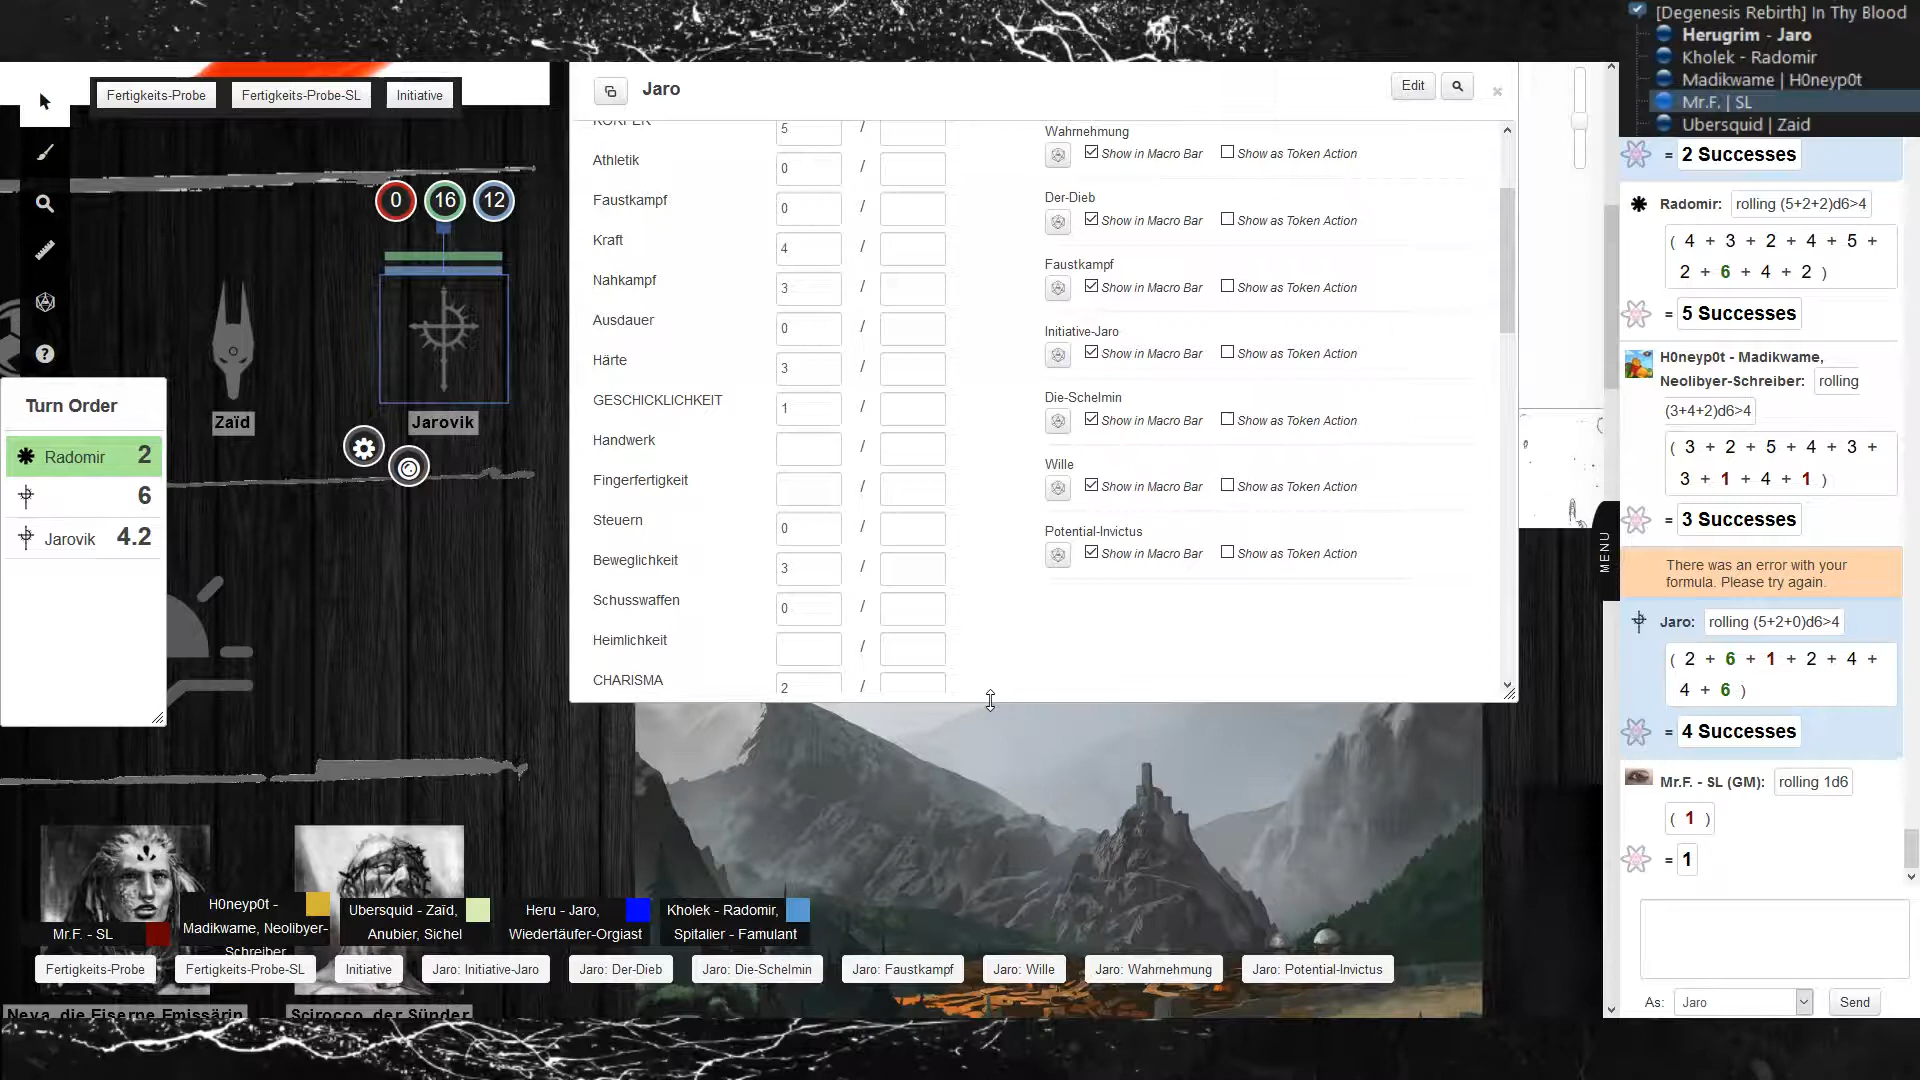 [Degenesis Rebirth] In Thy Blood
Herugrim - Jaro
Kholek - Radomir
Madikwame | H0neyp0t
Mr.F. | SL
Ubersquid | Zaid
Fertigkeits-Probe
Fertigkeits-Probe-SL
Initiative
0
16
12
Zaïd
Jarovik
Turn Order
Radomir 2
6
Jarovik 4.2
Jaro
Edit
KÖRPER 5 /
Athletik 0 /
Faustkampf 0 /
Kraft 4 /
Nahkampf 3 /
Ausdauer 0 /
Härte 3 /
GESCHICKLICHKEIT 1 /
Handwerk /
Fingerfertigkeit /
Steuern 0 /
Beweglichkeit 3 /
Schusswaffen 0 /
Heimlichkeit /
CHARISMA 2 /
Wahrnehmung
Show in Macro Bar Show as Token Action
Der-Dieb
Show in Macro Bar Show as Token Action
Faustkampf
Show in Macro Bar Show as Token Action
Initiative-Jaro
Show in Macro Bar Show as Token Action
Die-Schelmin
Show in Macro Bar Show as Token Action
Wille
Show in Macro Bar Show as Token Action
Potential-Invictus
Show in Macro Bar Show as Token Action
MENU
= 2 Successes
Radomir: rolling (5+2+2)d6>4
( 4 + 3 + 2 + 4 + 5 +
2 + 6 + 4 + 2 )
= 5 Successes
H0neyp0t - Madikwame,
Neolibyer-Schreiber: rolling
(3+4+2)d6>4
( 3 + 2 + 5 + 4 + 3 +
3 + 1 + 4 + 1 )
= 3 Successes
There was an error with your
formula. Please try again.
Jaro: rolling (5+2+0)d6>4
( 2 + 6 + 1 + 2 + 4 +
4 + 6 )
= 4 Successes
Mr.F. - SL (GM): rolling 1d6
( 1 )
= 1
As: Jaro Send
Mr.F. - SL
H0neyp0t -
Madikwame, Neolibyer-
Schreiber
Ubersquid - Zaïd,
Anubier, Sichel
Heru - Jaro,
Wiedertäufer-Orgiast
Kholek - Radomir,
Spitalier - Famulant
Fertigkeits-Probe
Fertigkeits-Probe-SL
Initiative
Jaro: Initiative-Jaro
Jaro: Der-Dieb
Jaro: Die-Schelmin
Jaro: Faustkampf
Jaro: Wille
Jaro: Wahrnehmung
Jaro: Potential-Invictus
Neva, die Eiserne Emissärin
Scirocco der Sünder